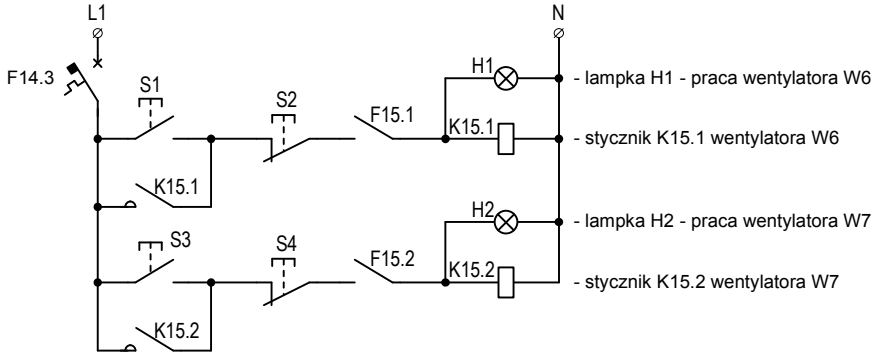 L1
N
F14.3
S1
S2
F15.1
H1
- lampka H1 - praca wentylatora W6
K15.1
- stycznik K15.1 wentylatora W6
K15.1
H2
- lampka H2 - praca wentylatora W7
S3
S4
F15.2
K15.2
- stycznik K15.2 wentylatora W7
K15.2